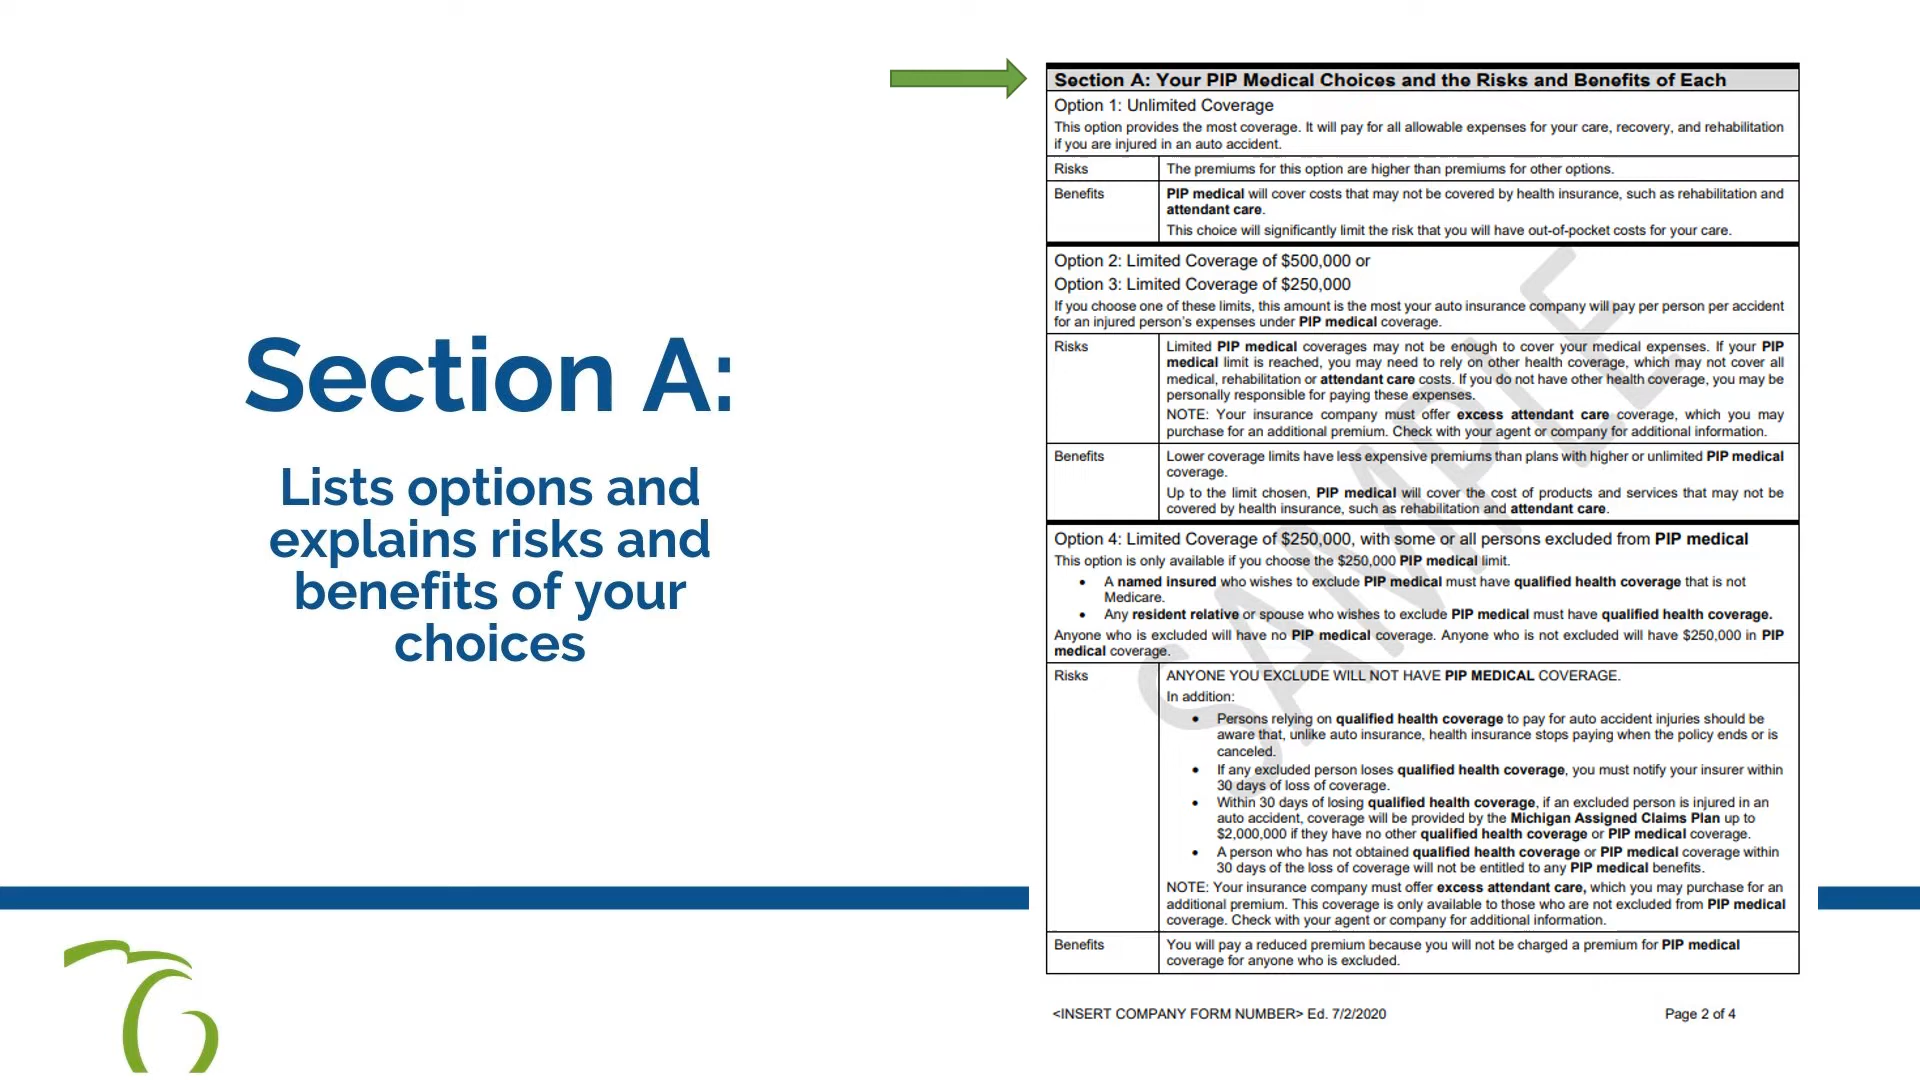 Section A:
Lists options and
explains risks and
benefits of your
choices
Section A: Your PIP Medical Choices and the Risks and Benefits of Each
Option 1: Unlimited Coverage
This option provides the most coverage. It will pay for all allowable expenses for your care, recovery, and rehabilitation
if you are injured in an auto accident.
Risks
The premiums for this option are higher than premiums for other options.
Benefits
PIP medical will cover costs that may not be covered by health insurance, such as rehabilitation and
attendant care.
This choice will significantly limit the risk that you will have out-of-pocket costs for your care.
Option 2: Limited Coverage of $500,000 or
Option 3: Limited Coverage of $250,000
If you choose one of these limits, this amount is the most your auto insurance company will pay per person per accident
for an injured person's expenses under PIP medical coverage.
Risks
Limited PIP medical coverages may not be enough to cover your medical expenses. If your PIP
medical limit is reached, you may need to rely on other health coverage, which may not cover all
medical, rehabilitation or attendant care costs. If you do not have other health coverage, you may be
personally responsible for paying these expenses.
NOTE: Your insurance company must offer excess attendant care coverage, which you may
purchase for an additional premium. Check with your agent or company for additional information.
Benefits
Lower coverage limits have less expensive premiums than plans with higher or unlimited PIP medical
coverage.
Up to the limit chosen, PIP medical will cover the cost of products and services that may not be
covered by health insurance, such as rehabilitation and attendant care.
Option 4: Limited Coverage of $250,000, with some or all persons excluded from PIP medical
This option is only available if you choose the $250,000 PIP medical limit.
• A named insured who wishes to exclude PIP medical must have qualified health coverage that is not
Medicare.
• Any resident relative or spouse who wishes to exclude PIP medical must have qualified health coverage.
Anyone who is excluded will have no PIP medical coverage. Anyone who is not excluded will have $250,000 in PIP
medical coverage.
Risks
ANYONE YOU EXCLUDE WILL NOT HAVE PIP MEDICAL COVERAGE.
In addition:
• Persons relying on qualified health coverage to pay for auto accident injuries should be
aware that, unlike auto insurance, health insurance stops paying when the policy ends or is
canceled.
• If any excluded person loses qualified health coverage, you must notify your insurer within
30 days of loss of coverage.
• Within 30 days of losing qualified health coverage, if an excluded person is injured in an
auto accident, coverage will be provided by the Michigan Assigned Claims Plan up to
$2,000,000 if they have no other qualified health coverage or PIP medical coverage.
• A person who has not obtained qualified health coverage or PIP medical coverage within
30 days of the loss of coverage will not be entitled to any PIP medical benefits.
NOTE: Your insurance company must offer excess attendant care, which you may purchase for an
additional premium. This coverage is only available to those who are not excluded from PIP medical
coverage. Check with your agent or company for additional information.
Benefits
You will pay a reduced premium because you will not be charged a premium for PIP medical
coverage for anyone who is excluded.
SAMPLE
<INSERT COMPANY FORM NUMBER> Ed. 7/2/2020
Page 2 of 4